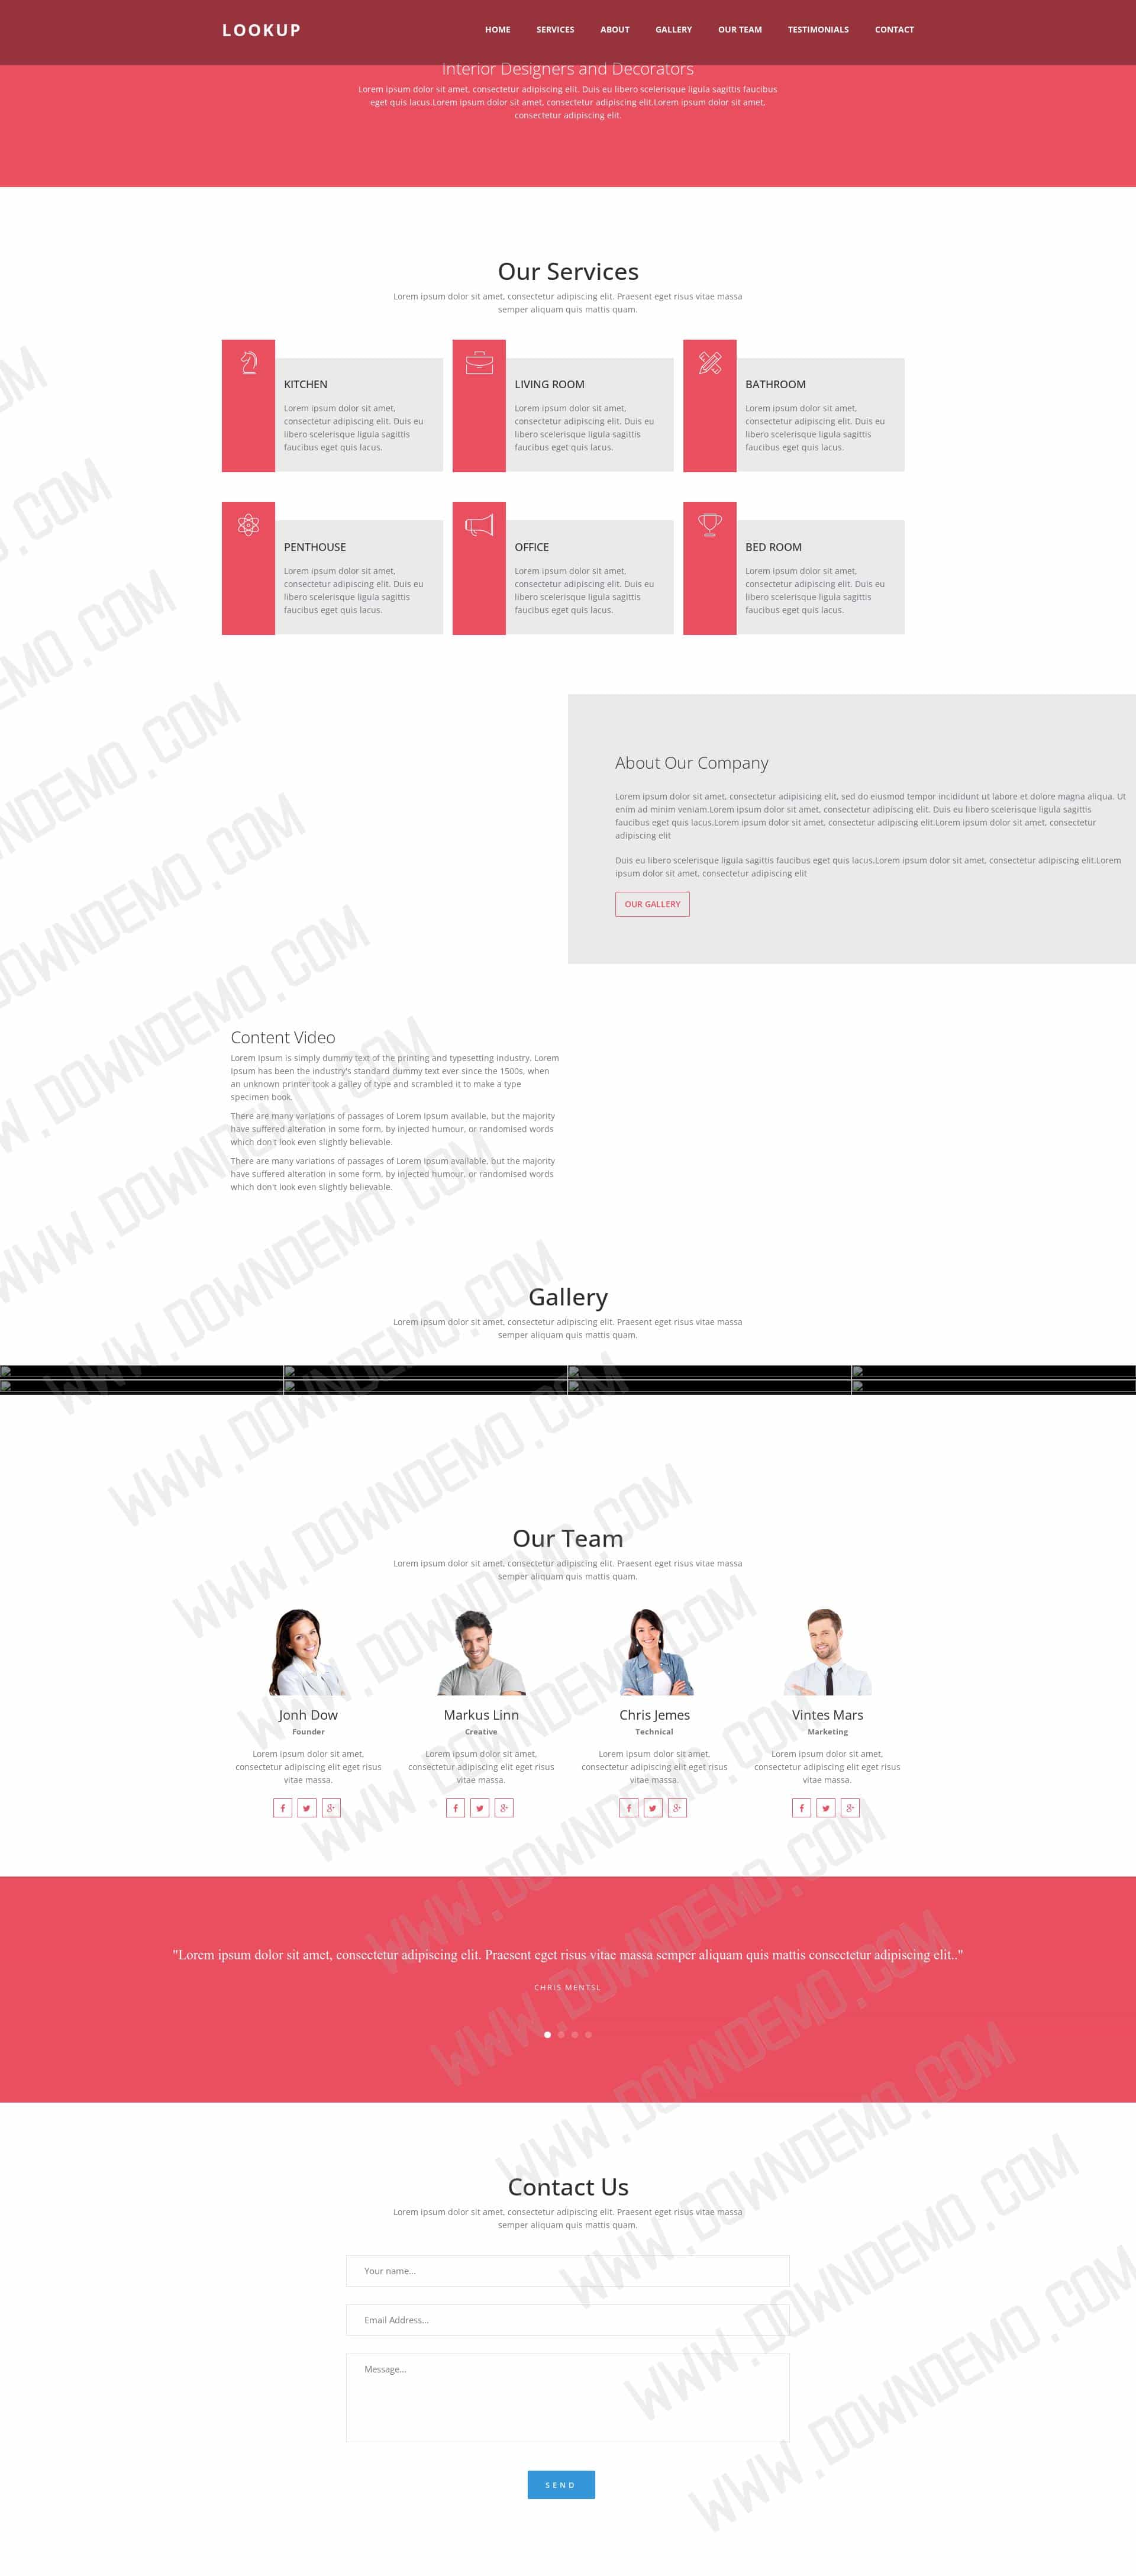 LOOKUP
HOME SERVICES ABOUT GALLERY OUR TEAM TESTIMONIALS CONTACT
Interior Designers and Decorators
Lorem ipsum dolor sit amet, consectetur adipiscing elit. Duis eu libero scelerisque ligula sagittis faucibus
eget quis lacus.Lorem ipsum dolor sit amet, consectetur adipiscing elit.Lorem ipsum dolor sit amet,
consectetur adipiscing elit.
Our Services
Lorem ipsum dolor sit amet, consectetur adipiscing elit. Praesent eget risus vitae massa
semper aliquam quis mattis quam.
KITCHEN
Lorem ipsum dolor sit amet,
consectetur adipiscing elit. Duis eu
libero scelerisque ligula sagittis
faucibus eget quis lacus.
LIVING ROOM
Lorem ipsum dolor sit amet,
consectetur adipiscing elit. Duis eu
libero scelerisque ligula sagittis
faucibus eget quis lacus.
BATHROOM
Lorem ipsum dolor sit amet,
consectetur adipiscing elit. Duis eu
libero scelerisque ligula sagittis
faucibus eget quis lacus.
PENTHOUSE
Lorem ipsum dolor sit amet,
consectetur adipiscing elit. Duis eu
libero scelerisque ligula sagittis
faucibus eget quis lacus.
OFFICE
Lorem ipsum dolor sit amet,
consectetur adipiscing elit. Duis eu
libero scelerisque ligula sagittis
faucibus eget quis lacus.
BED ROOM
Lorem ipsum dolor sit amet,
consectetur adipiscing elit. Duis eu
libero scelerisque ligula sagittis
faucibus eget quis lacus.
About Our Company
Lorem ipsum dolor sit amet, consectetur adipisicing elit, sed do eiusmod tempor incididunt ut labore et dolore magna aliqua. Ut
enim ad minim veniam.Lorem ipsum dolor sit amet, consectetur adipiscing elit. Duis eu libero scelerisque ligula sagittis
faucibus eget quis lacus.Lorem ipsum dolor sit amet, consectetur adipiscing elit.Lorem ipsum dolor sit amet, consectetur
adipiscing elit
Duis eu libero scelerisque ligula sagittis faucibus eget quis lacus.Lorem ipsum dolor sit amet, consectetur adipiscing elit.Lorem
ipsum dolor sit amet, consectetur adipiscing elit
OUR GALLERY
Content Video
Lorem Ipsum is simply dummy text of the printing and typesetting industry. Lorem
Ipsum has been the industry's standard dummy text ever since the 1500s, when
an unknown printer took a galley of type and scrambled it to make a type
specimen book.
There are many variations of passages of Lorem Ipsum available, but the majority
have suffered alteration in some form, by injected humour, or randomised words
which don't look even slightly believable.
There are many variations of passages of Lorem Ipsum available, but the majority
have suffered alteration in some form, by injected humour, or randomised words
which don't look even slightly believable.
Gallery
Lorem ipsum dolor sit amet, consectetur adipiscing elit. Praesent eget risus vitae massa
semper aliquam quis mattis quam.
Our Team
Lorem ipsum dolor sit amet, consectetur adipiscing elit. Praesent eget risus vitae massa
semper aliquam quis mattis quam.
Jonh Dow
Founder
Lorem ipsum dolor sit amet,
consectetur adipiscing elit eget risus
vitae massa.
Markus Linn
Creative
Lorem ipsum dolor sit amet,
consectetur adipiscing elit eget risus
vitae massa.
Chris Jemes
Technical
Lorem ipsum dolor sit amet,
consectetur adipiscing elit eget risus
vitae massa.
Vintes Mars
Marketing
Lorem ipsum dolor sit amet,
consectetur adipiscing elit eget risus
vitae massa.
"Lorem ipsum dolor sit amet, consectetur adipiscing elit. Praesent eget risus vitae massa semper aliquam quis mattis consectetur adipiscing elit.."
CHRIS MENTSL
Contact Us
Lorem ipsum dolor sit amet, consectetur adipiscing elit. Praesent eget risus vitae massa
semper aliquam quis mattis quam.
Your name...
Email Address...
Message...
SEND
WWW.DOWNDEMO.COM